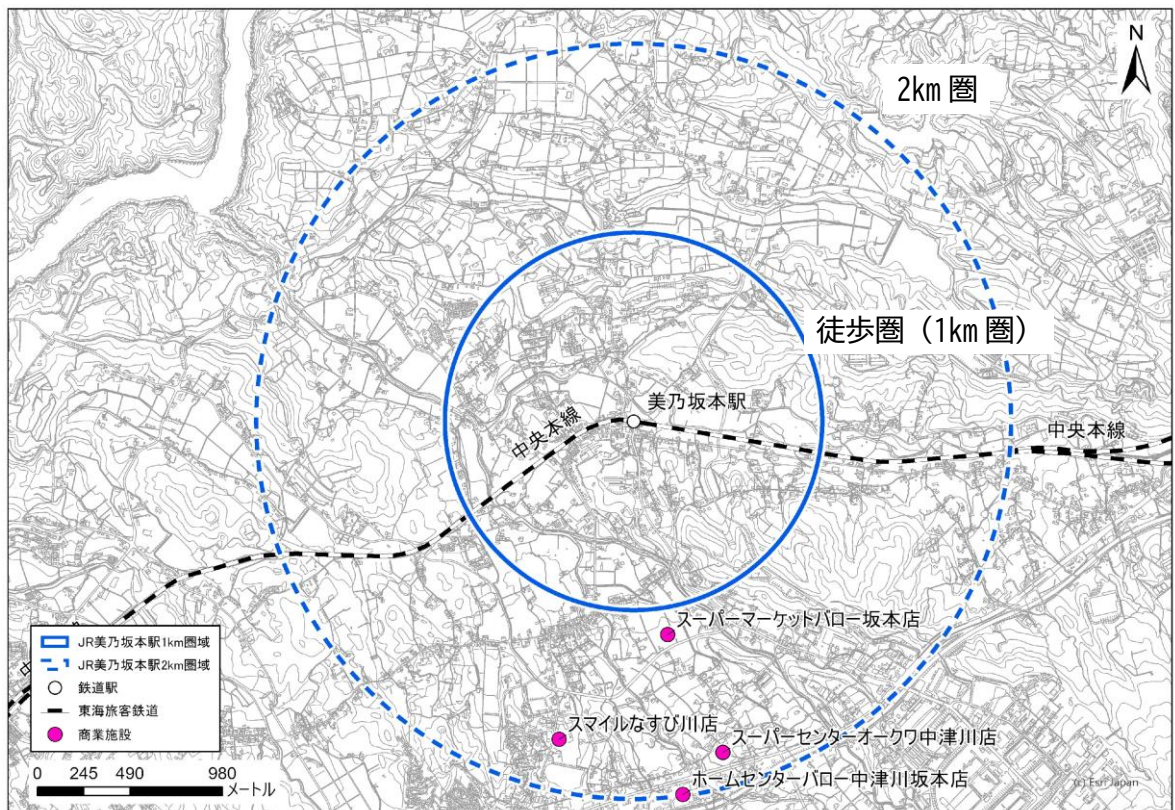 N
2km 圏
徒歩圏（1km 圏）
美乃坂本駅
中央本線
中央本線
スーパーマーケットバロー坂本店
スマイルなすび川店
スーパーセンターオークワ中津川店
ホームセンターバロー中津川坂本店
JR美乃坂本駅1km圏域
JR美乃坂本駅2km圏域
鉄道駅
東海旅客鉄道
商業施設
0 245 490 980
メートル
(c) Esri Japan